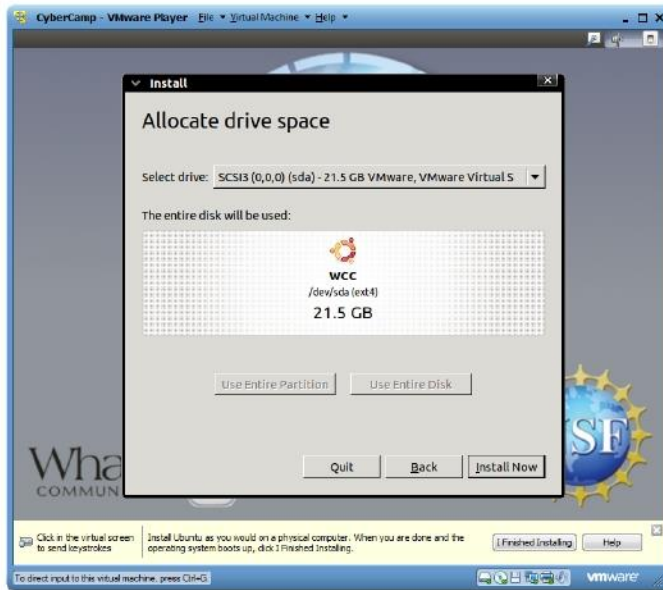 CyberCamp - VMware Player File Virtual Machine Help
Install
Allocate drive space
Select drive: SCSI3 (0,0,0) (sda) - 21.5 GB VMware, VMware Virtual S
The entire disk will be used:
wcc
/dev/sda (ext4)
21.5 GB
Use Entire Partition Use Entire Disk
Quit Back Install Now
Wha
COMMUN
SF
Click in the virtual screen
to send keystrokes
Install Ubuntu as you would on a physical computer. When you are done and the
operating system boots up, click I Finished Installing.
I Finished Installing Help
To direct input to this virtual machine, press Ctrl+G.
vmware